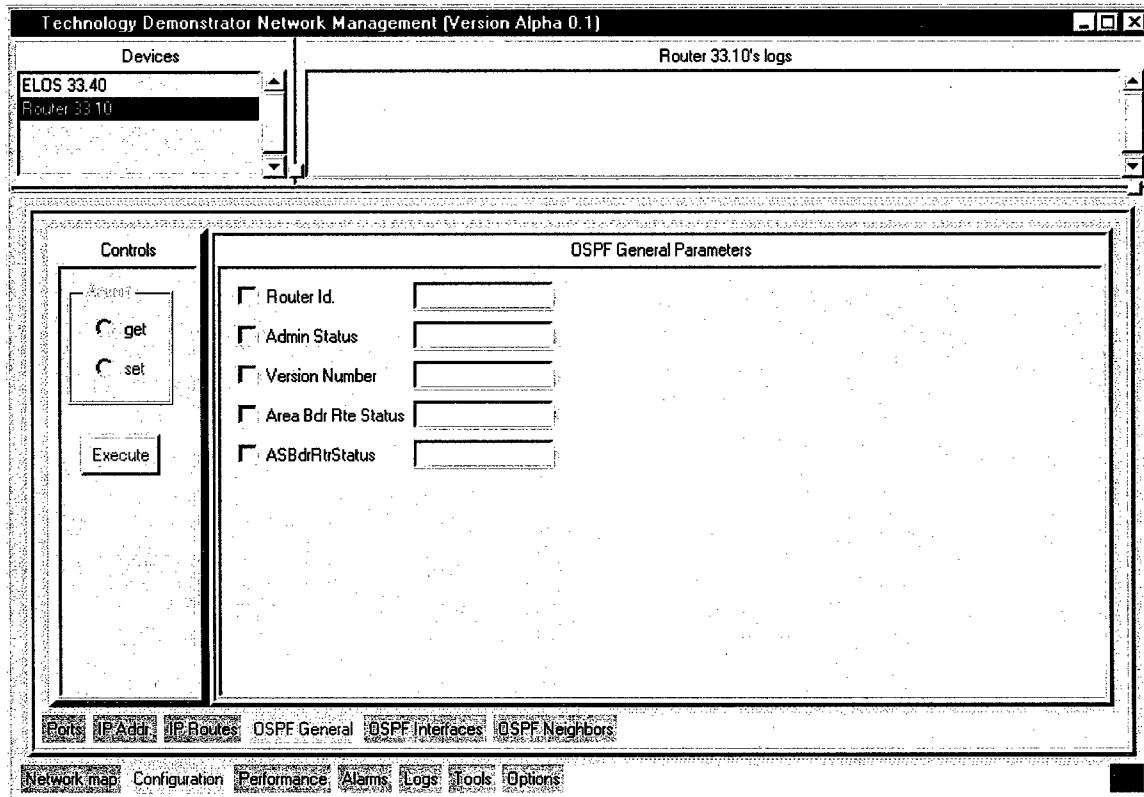 Technology Demonstrator Network Management (Version Alpha 0.1)
Devices
Router 33.10's logs
ELOS 33.40
Router 33.10
Controls
OSPF General Parameters
get
set
Execute
Router Id.
Admin Status
Version Number
Area Bdr Rte Status
ASBdrRtrStatus
Ports IP Addr. IP Routes OSPF General OSPF Interfaces OSPF Neighbors
Network map Configuration Performance Alarms Logs Tools Options